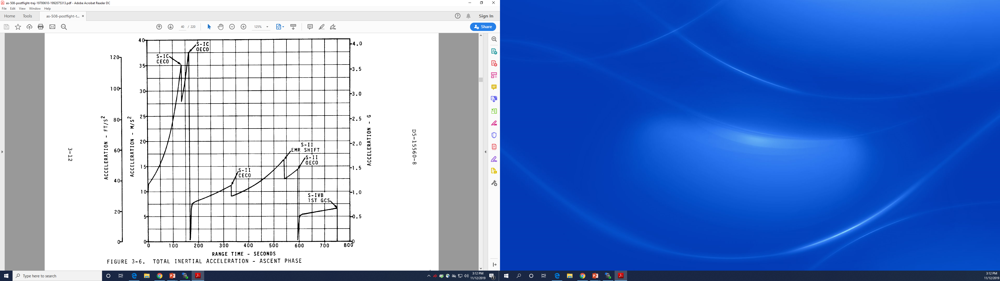 as-508-postflight-traj-19700610-1992075313.pdf - Adobe Acrobat Reader DC
File Edit View Window Help
Home Tools as-508-postflight-t... × Sign In
40 / 220 125% Share
40
4.0
S-IC
OECO
120
S-IC
CECO
35
3.5
100
30
3.0
25
2.5
80
ACCELERATION - FT/S²
ACCELERATION - M/S²
ACCELERATION - G
3-12
D5-15560-8
20
2.0
60
S-II
EMR SHIFT
S-II
OECO
15
1.5
S-II
CECO
40
10
1.0
S-IVB
1ST GCS
20
5
0.5
0
0
0
0 100 200 300 400 500 600 700 800
RANGE TIME - SECONDS
FIGURE 3-6. TOTAL INERTIAL ACCELERATION - ASCENT PHASE
Type here to search
3:12 PM
11/12/2019
1
3:12 PM
11/12/2019